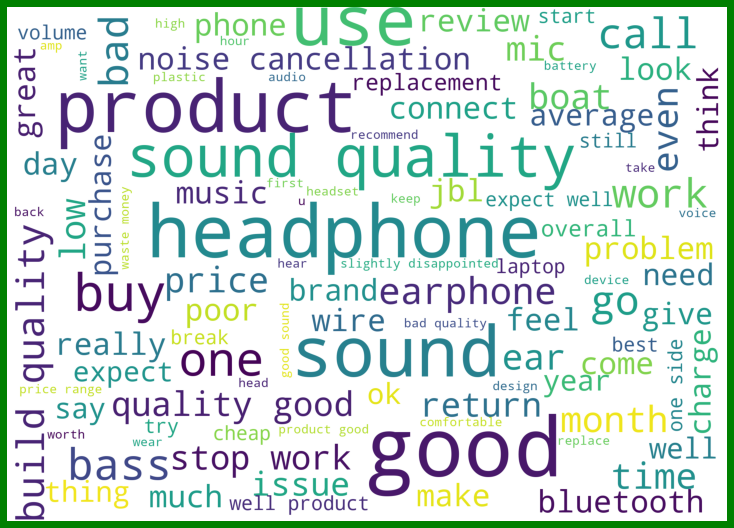 volume high phone use review start call
amp hour
great want bad noise cancellation mic look
plastic audio replacement battery
product connect boat average even think
recommend still
day purchase sound quality take
first headset keep
back low waste money music u jbl expect well work voice
headphone overall problem
hear slightly disappointed laptop
build quality buy price brand earphone device go need
poor good sound wire bad quality feel give
really break sound best
expect one ear come one side charge
price range head design year
say quality good ok return month
worth try wear cheap product good comfortable replace
bass stop work good well
thing much issue time
well product make bluetooth